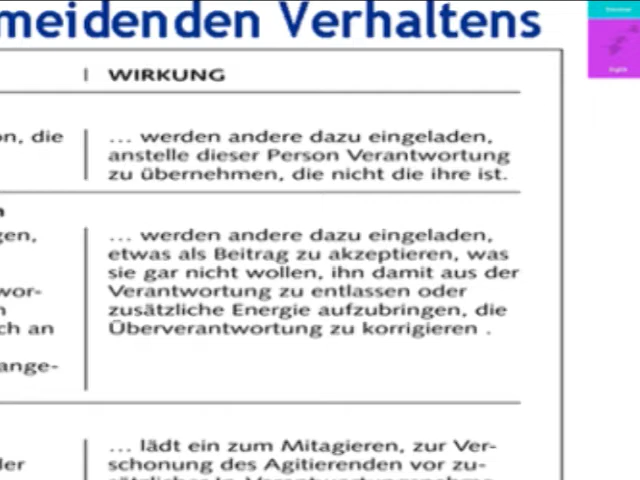 meidenden Verhaltens
WIRKUNG
on, die
... werden andere dazu eingeladen,
anstelle dieser Person Verantwortung
zu übernehmen, die nicht die ihre ist.
gen,
... werden andere dazu eingeladen,
etwas als Beitrag zu akzeptieren, was
sie gar nicht wollen, ihn damit aus der
wor-
Verantwortung zu entlassen oder
zusätzliche Energie aufzubringen, die
ch an
Überverantwortung zu korrigieren .
ange-
... lädt ein zum Mitagieren, zur Ver-
der
schonung des Agitierenden vor zu-